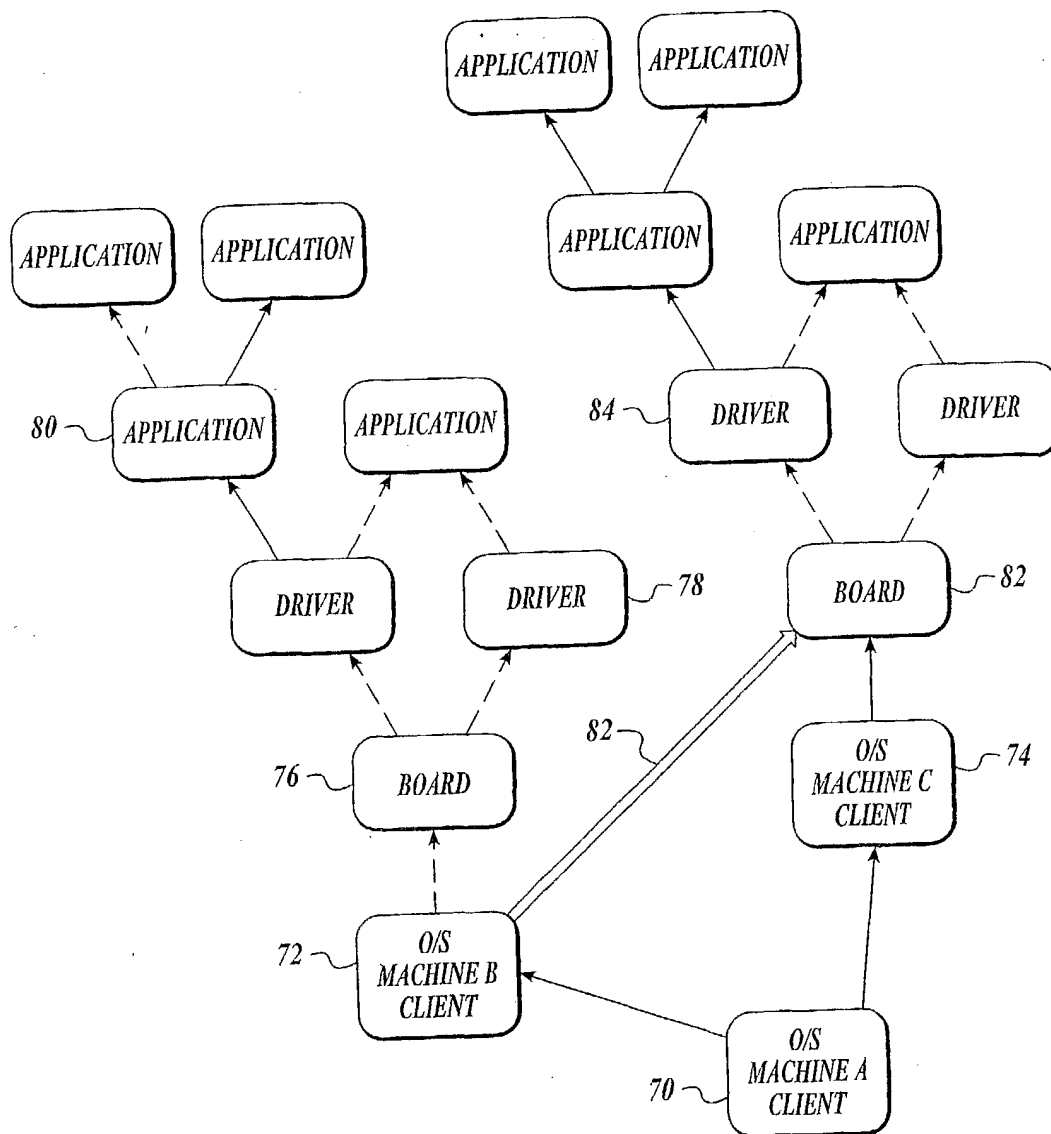 APPLICATION
APPLICATION
APPLICATION
APPLICATION
APPLICATION
APPLICATION
80
APPLICATION
APPLICATION
84
DRIVER
DRIVER
DRIVER
DRIVER
78
BOARD
82
76
BOARD
82
O/S
MACHINE C
CLIENT
74
72
O/S
MACHINE B
CLIENT
70
O/S
MACHINE A
CLIENT